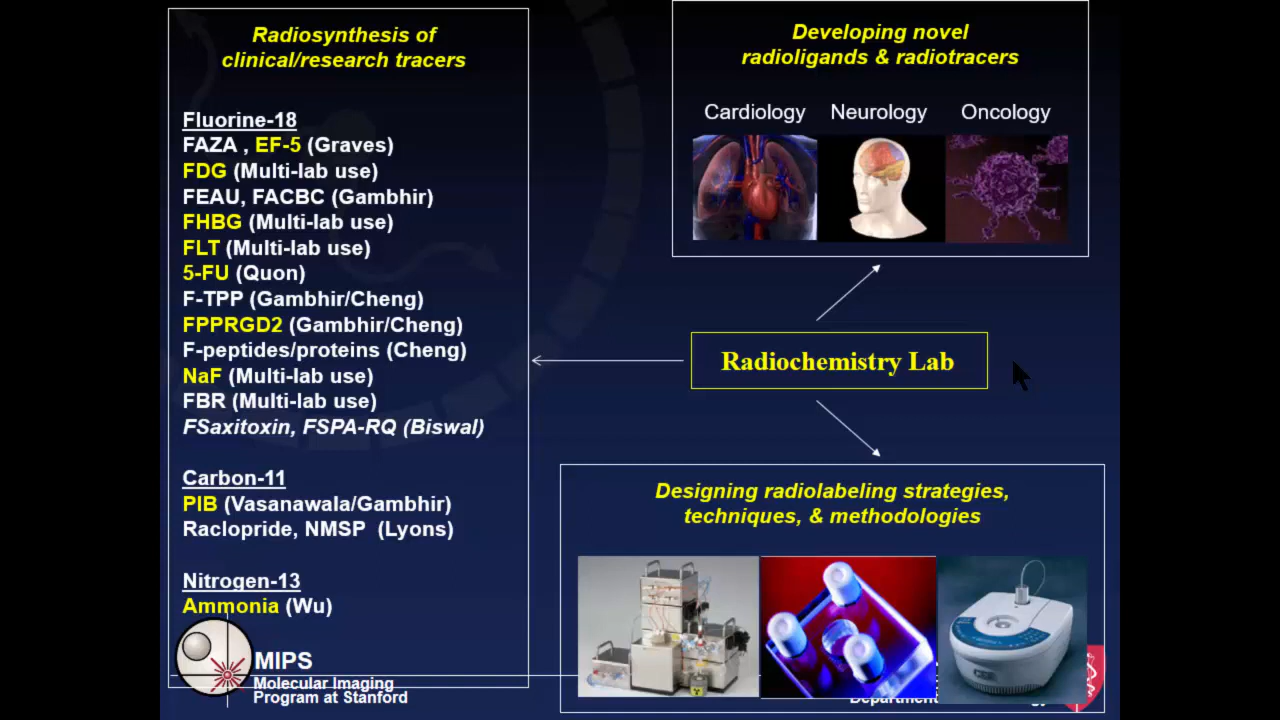 Radiosynthesis of
clinical/research tracers
Fluorine-18
FAZA , EF-5 (Graves)
FDG (Multi-lab use)
FEAU, FACBC (Gambhir)
FHBG (Multi-lab use)
FLT (Multi-lab use)
5-FU (Quon)
F-TPP (Gambhir/Cheng)
FPPRGD2 (Gambhir/Cheng)
F-peptides/proteins (Cheng)
NaF (Multi-lab use)
FBR (Multi-lab use)
FSaxitoxin, FSPA-RQ (Biswal)
Carbon-11
PIB (Vasanawala/Gambhir)
Raclopride, NMSP (Lyons)
Nitrogen-13
Ammonia (Wu)
MIPS
Molecular Imaging
Program at Stanford
Developing novel
radioligands & radiotracers
Cardiology Neurology Oncology
Radiochemistry Lab
Designing radiolabeling strategies,
techniques, & methodologies